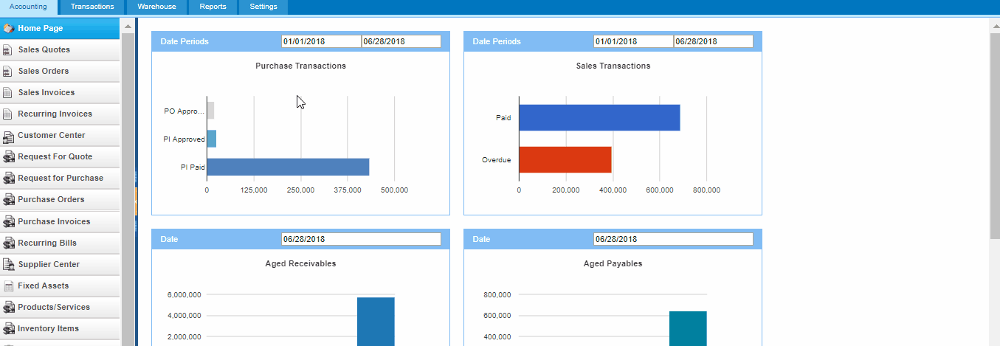 Accounting Transactions Warehouse Reports Settings
Home Page
Sales Quotes
Sales Orders
Sales Invoices
Recurring Invoices
Customer Center
Request For Quote
Request for Purchase
Purchase Orders
Purchase Invoices
Recurring Bills
Supplier Center
Fixed Assets
Products/Services
Inventory Items
Date Periods 01/01/2018 06/28/2018
Purchase Transactions
PO Appro...
PI Approved
PI Paid
0 125,000 250,000 375,000 500,000
Date Periods 01/01/2018 06/28/2018
Sales Transactions
Paid
Overdue
0 200,000 400,000 600,000 800,000
Date 06/28/2018
Aged Receivables
6,000,000
4,000,000
2,000,000
Date 06/28/2018
Aged Payables
800,000
600,000
400,000